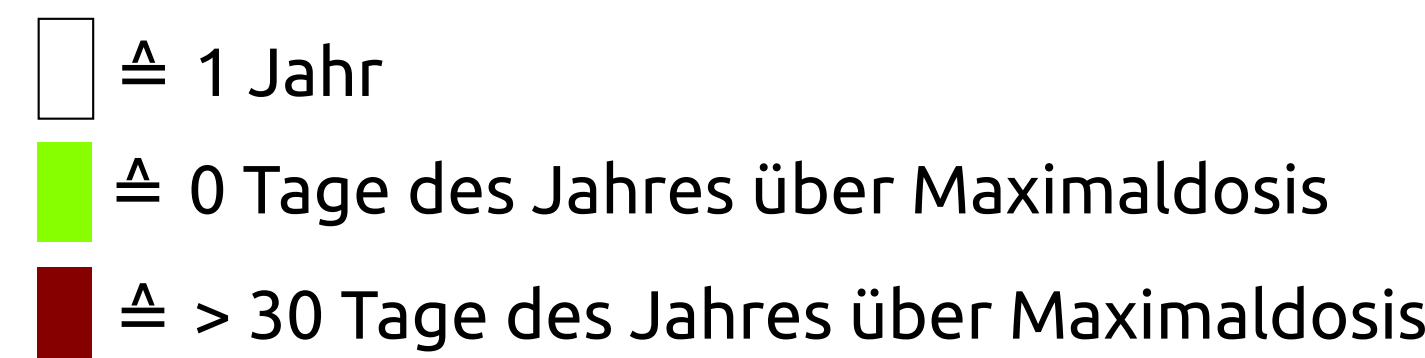 ≙ 1 Jahr
≙ 0 Tage des Jahres über Maximaldosis
≙ > 30 Tage des Jahres über Maximaldosis